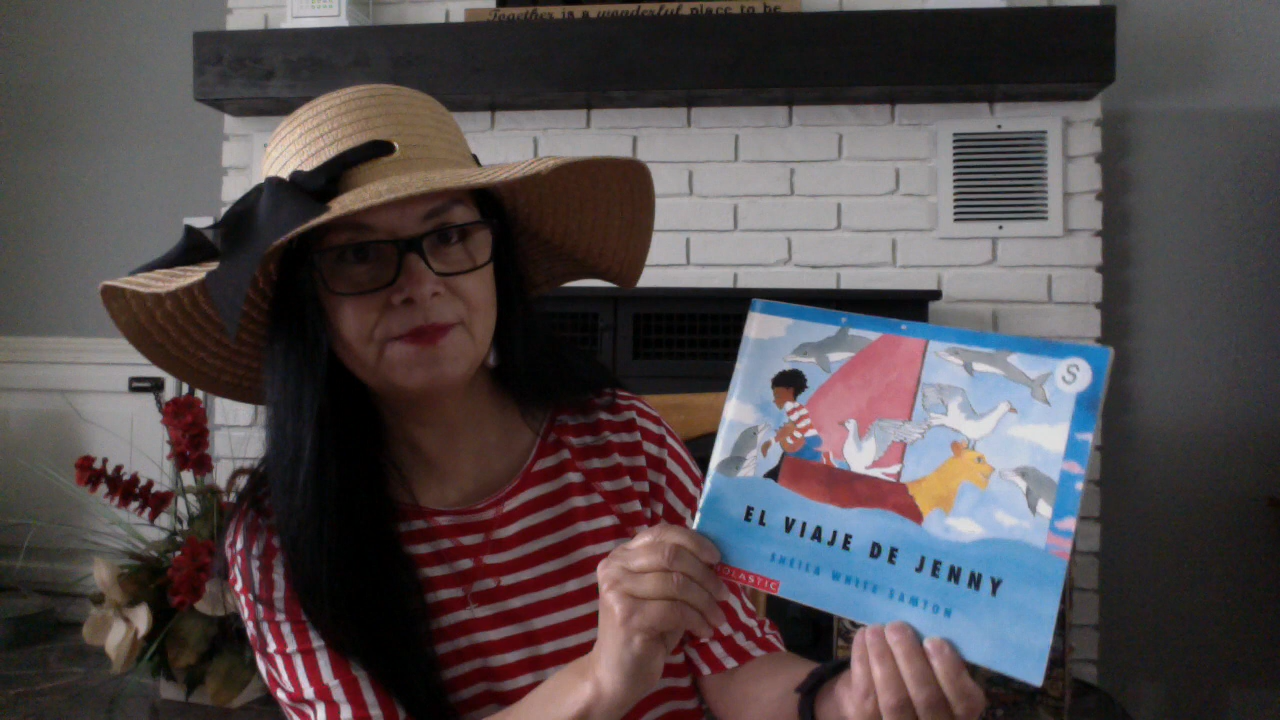 Together is a wonderful place to be
S
EL VIAJE DE JENNY
SHEILA WHITE SAMTON
SCHOLASTIC